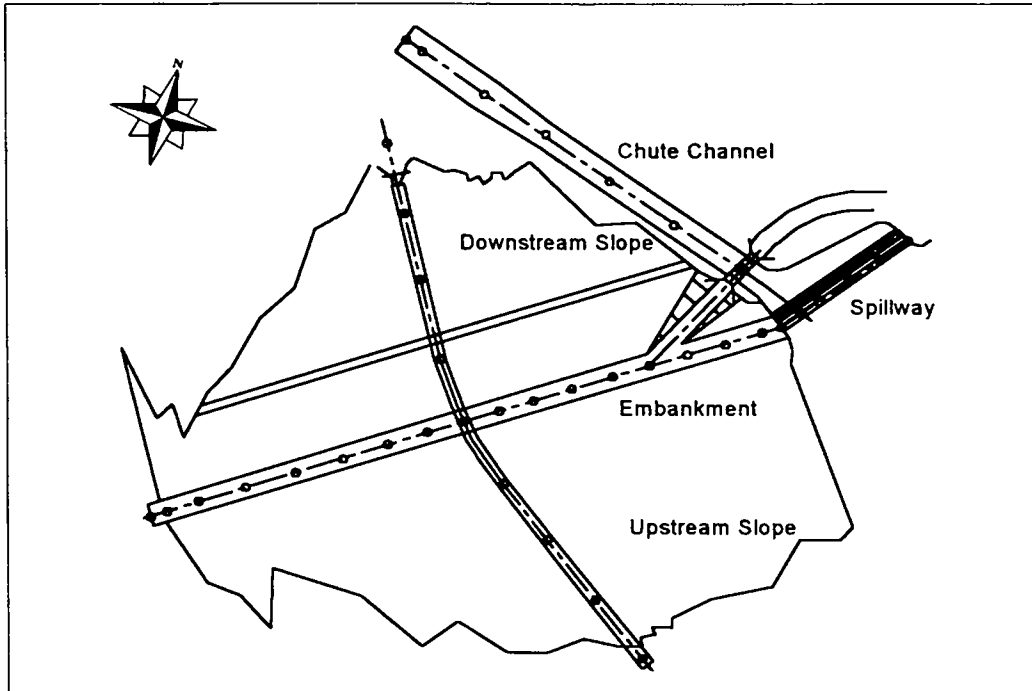 N
Chute Channel
Downstream Slope
Spillway
Embankment
Upstream Slope